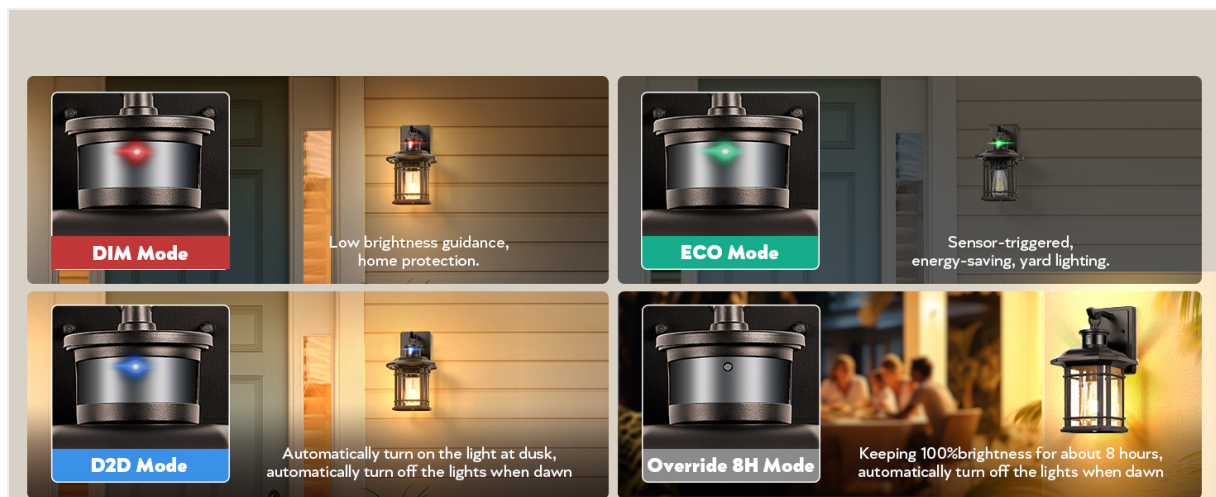 DIM Mode
Low brightness guidance,
home protection.
ECO Mode
Sensor-triggered,
energy-saving, yard lighting.
D2D Mode
Automatically turn on the light at dusk,
automatically turn off the lights when dawn
Override 8H Mode
Keeping 100%brightness for about 8 hours,
automatically turn off the lights when dawn